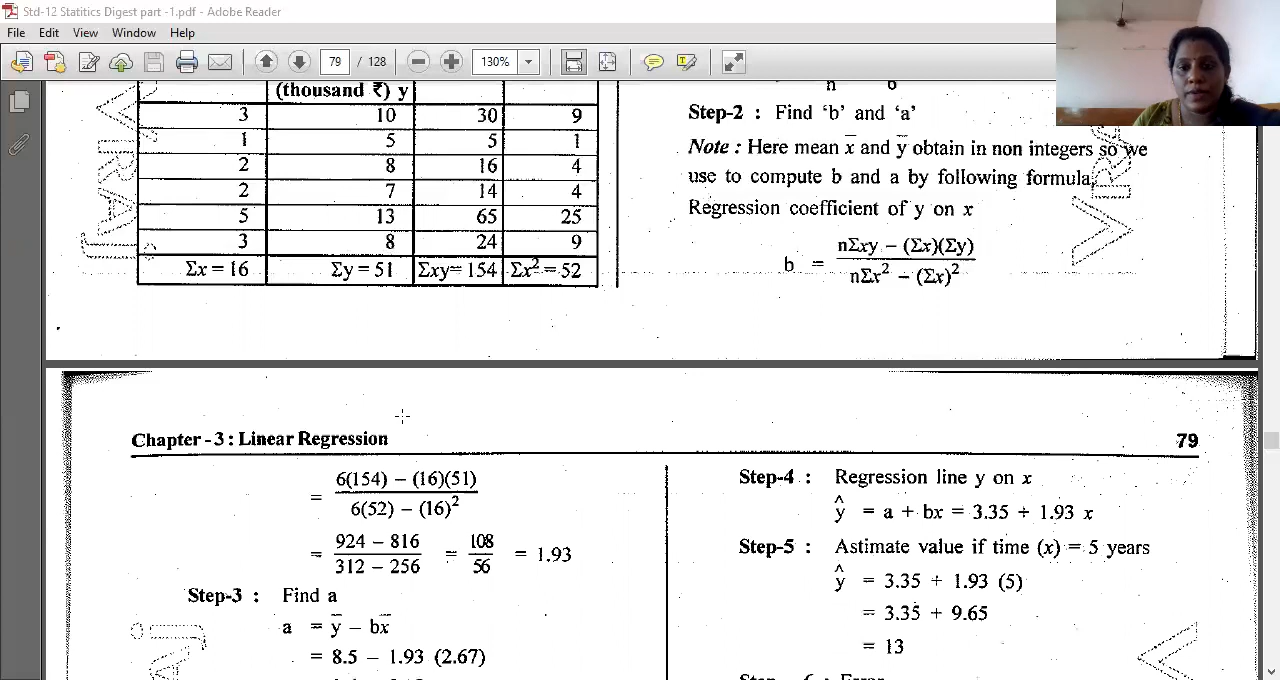 Std-12 Statitics Digest part -1.pdf - Adobe Reader
File Edit View Window Help
79 / 128 130%
(thousand ₹) y
3 10 30 9
1 5 5 1
2 8 16 4
2 7 14 4
5 13 65 25
3 8 24 9
Σx = 16 Σy = 51 Σxy= 154 Σx² = 52
n 6
Step-2 : Find ‘b’ and ‘a’
Note : Here mean x̄ and ȳ obtain in non integers so we
use to compute b and a by following formula,
Regression coefficient of y on x
b = nΣxy − (Σx)(Σy) / nΣx² − (Σx)²
Chapter - 3 : Linear Regression 79
= 6(154) − (16)(51) / 6(52) − (16)²
= 924 − 816 / 312 − 256 = 108 / 56 = 1.93
Step-3 : Find a
a = ȳ − bx̄
= 8.5 − 1.93 (2.67)
Step-4 : Regression line y on x
ŷ = a + bx = 3.35 + 1.93 x
Step-5 : Astimate value if time (x) = 5 years
ŷ = 3.35 + 1.93 (5)
= 3.35 + 9.65
= 13